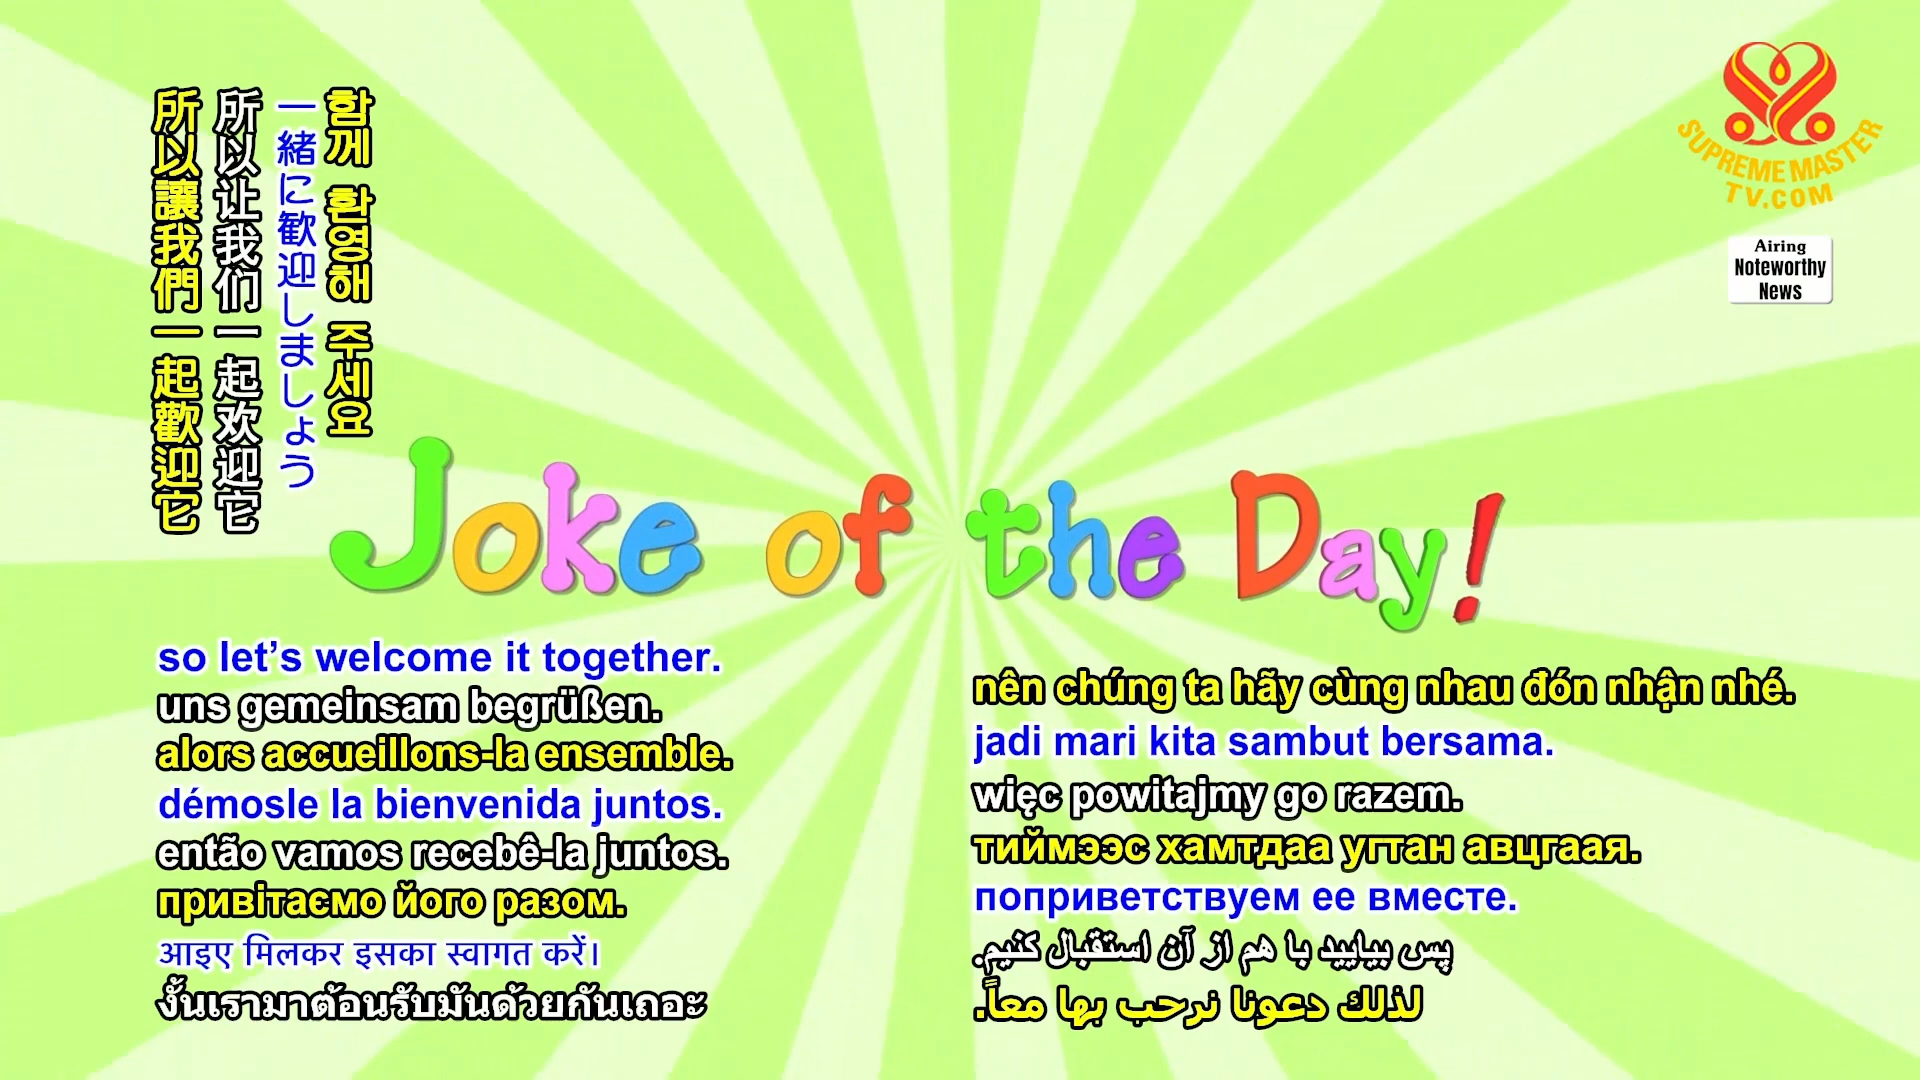 所以讓我們一起歡迎它
所以让我们一起欢迎它
一緒に歓迎しましょう
함께 환영해 주세요
SUPREME MASTER
TV.COM
Airing
Noteworthy
News
Joke of the Day!
so let’s welcome it together.
uns gemeinsam begrüßen.
alors accueillons-la ensemble.
démosle la bienvenida juntos.
então vamos recebê-la juntos.
привітаємо його разом.
आइए मिलकर इसका स्वागत करें।
งั้นเรามาต้อนรับมันด้วยกันเถอะ
nên chúng ta hãy cùng nhau đón nhận nhé.
jadi mari kita sambut bersama.
więc powitajmy go razem.
тиймээс хамтдаа угтан авцгаая.
поприветствуем ее вместе.
پس بیایید با هم از آن استقبال کنیم.
لذلك دعونا نرحب بها معاً.